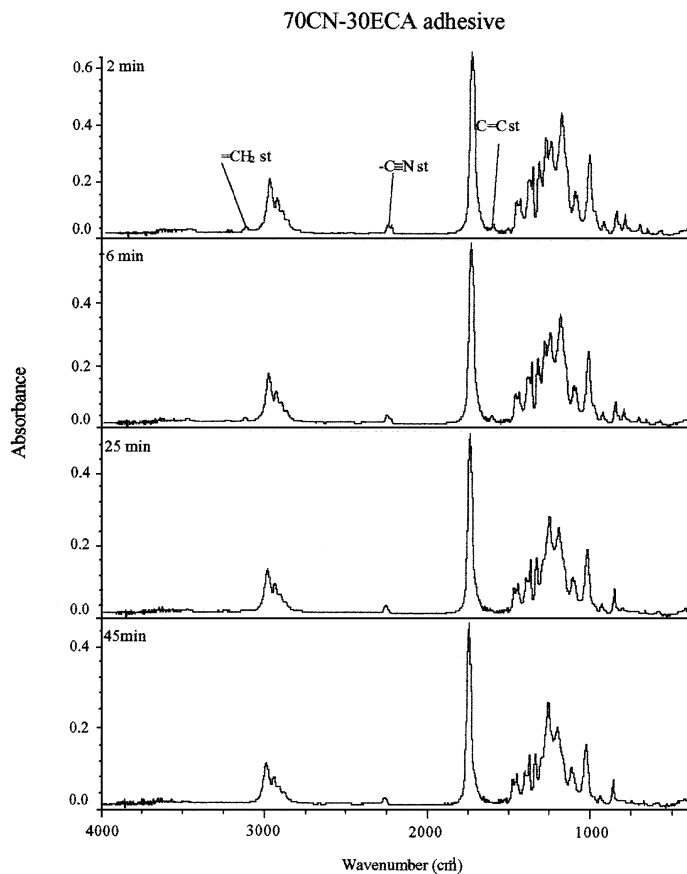 70CN-30ECA adhesive
0.6
2 min
0.4
0.2
0.0
=CH₂ st
-C≡N st
C=C st
6 min
0.4
0.2
0.0
Absorbance
25 min
0.4
0.2
0.0
45min
0.4
0.2
0.0
4000
3000
2000
1000
Wavenumber (cm⁻¹)